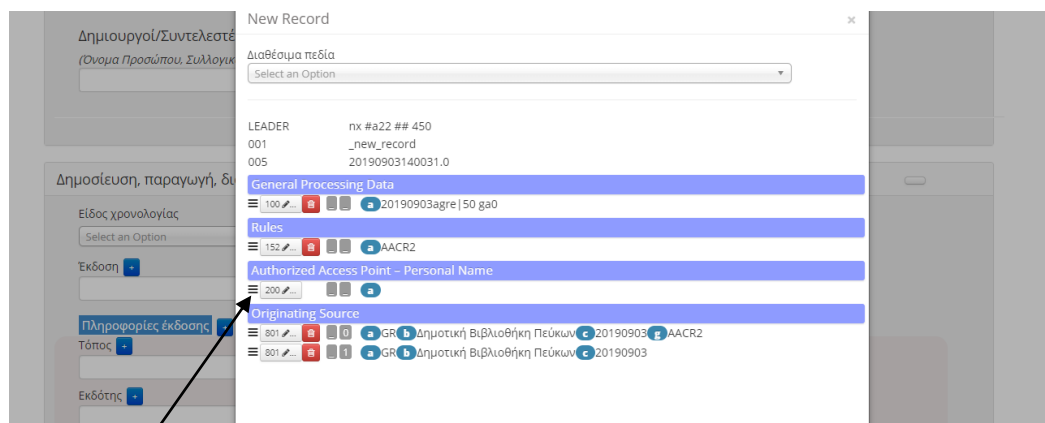 New Record ×
Δημιουργοί/Συντελεστέ
(Όνομα Προσώπου, Συλλογικ
Διαθέσιμα πεδία
Select an Option
LEADER nx #a22 ## 450
001 _new_record
005 20190903140031.0
Δημοσίευση, παραγωγή, δι
General Processing Data
100 ... a 20190903agre|50 ga0
Είδος χρονολογίας
Rules
Select an Option
152 ... a AACR2
Έκδοση +
Authorized Access Point – Personal Name
200 ... a
Originating Source
Πληροφορίες έκδοσης +
801 ... 0 a GR b Δημοτική Βιβλιοθήκη Πεύκων c 20190903 g AACR2
Τόπος +
801 ... 1 a GR b Δημοτική Βιβλιοθήκη Πεύκων c 20190903
Εκδότης +